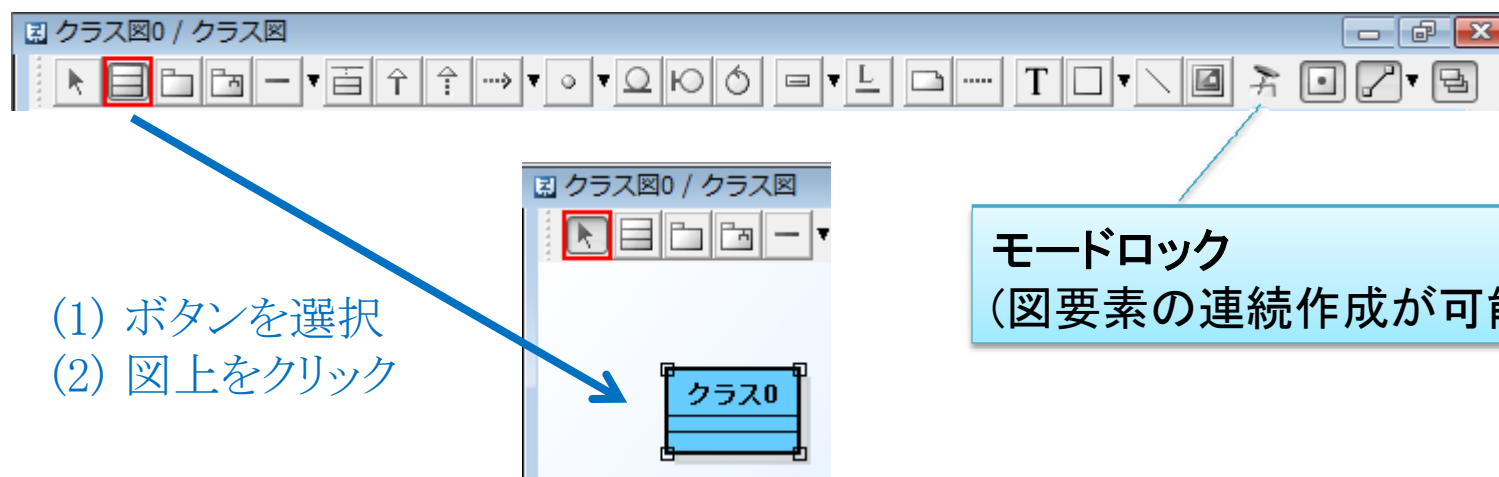 クラス図0 / クラス図
T
クラス図0 / クラス図
モードロック
(図要素の連続作成が可
(1) ボタンを選択
(2) 図上をクリック
クラス0